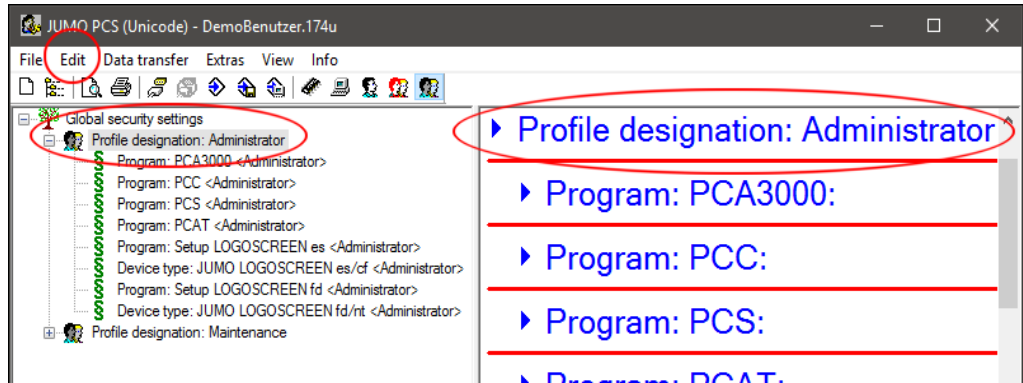 JUMO PCS (Unicode) - DemoBenutzer.174u
File Edit Data transfer Extras View Info
Global security settings
Profile designation: Administrator
Program: PCA3000 <Administrator>
Program: PCC <Administrator>
Program: PCS <Administrator>
Program: PCAT <Administrator>
Program: Setup LOGOSCREEN es <Administrator>
Device type: JUMO LOGOSCREEN es/cf <Administrator>
Program: Setup LOGOSCREEN fd <Administrator>
Device type: JUMO LOGOSCREEN fd/nt <Administrator>
Profile designation: Maintenance
Profile designation: Administrator
Program: PCA3000:
Program: PCC:
Program: PCS:
Program: PCAT: